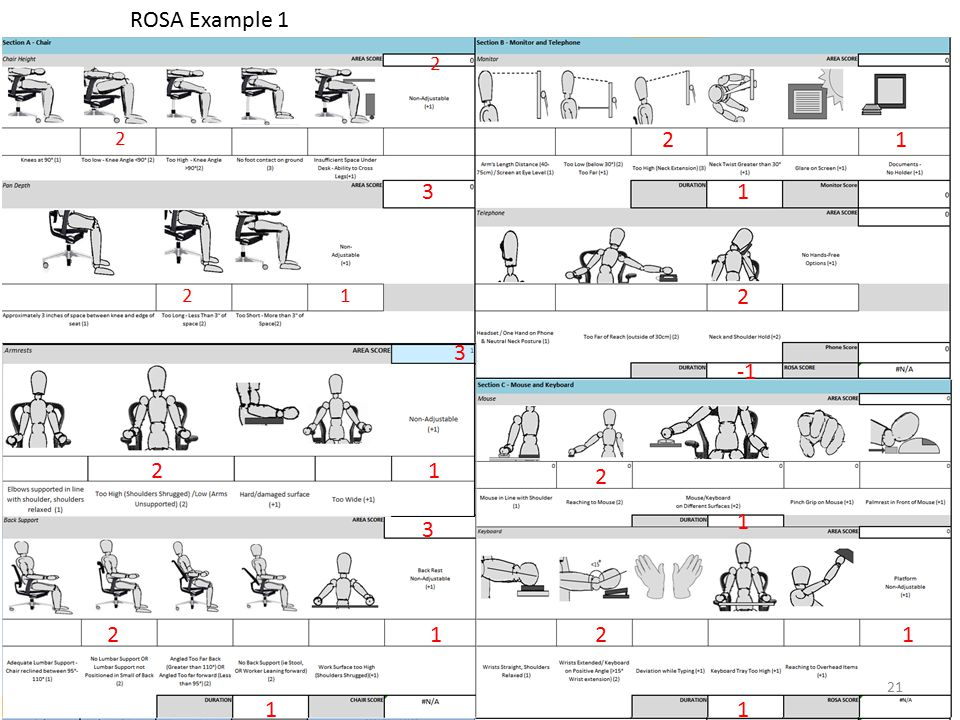 ROSA Example 1
Section A - Chair
Chair Height AREA SCORE 0
2
Non-Adjustable
(+1)
2
Knees at 90° (1)
Too low - Knee Angle <90° (2)
Too High - Knee Angle
>90°(2)
No foot contact on ground
(3)
Insufficient Space Under
Desk - Ability to Cross
Legs(+1)
Pan Depth AREA SCORE 0
3
Non-
Adjustable
(+1)
2 1
Approximately 3 inches of space between knee and edge of
seat (1)
Too Long - Less Than 3" of
space (2)
Too Short - More than 3" of
Space(2)
Armrests AREA SCORE 1
3
Non-Adjustable
(+1)
2 1
Elbows supported in line
with shoulder, shoulders
relaxed (1)
Too High (Shoulders Shrugged) /Low (Arms
Unsupported) (2)
Hard/damaged surface
(+1)
Too Wide (+1)
Back Support AREA SCORE
3
Back Rest
Non-Adjustable
(+1)
2 1
Adequate Lumbar Support -
Chair reclined between 95°-
110° (1)
No Lumbar Support OR
Lumbar Support not
Positioned in Small of Back
(2)
Angled Too Far Back
(Greater than 110°) OR
Angled Too far forward (Less
than 95°) (2)
No Back Support (ie Stool,
OR Worker Leaning forward)
(2)
Work Surface too High
(Shoulders Shrugged)(+1)
DURATION 1 CHAIR SCORE #N/A
Section B - Monitor and Telephone
Monitor AREA SCORE 0
2 1
Arm's Length Distance (40-
75cm) / Screen at Eye Level (1)
Too Low (below 30°) (2)
Too Far (+1)
Too High (Neck Extension) (3)
Neck Twist Greater than 30°
(+1)
Glare on Screen (+1)
Documents -
No Holder (+1)
DURATION 1 Monitor Score
0
Telephone AREA SCORE 0
No Hands-Free
Options (+1)
2
Headset / One Hand on Phone
& Neutral Neck Posture (1)
Too Far of Reach (outside of 30cm) (2)
Neck and Shoulder Hold (+2)
Phone Score 0
DURATION -1 ROSA SCORE #N/A
Section C - Mouse and Keyboard
Mouse AREA SCORE 0
0 0 0 0 0
2
Mouse in Line with Shoulder
(1)
Reaching to Mouse (2)
Mouse/Keyboard
on Different Surfaces (+2)
Pinch Grip on Mouse (+1)
Palmrest in Front of Mouse (+1)
DURATION 1
Keyboard AREA SCORE 0
<15°
Platform
Non-Adjustable
(+1)
2 1
Wrists Straight, Shoulders
Relaxed (1)
Wrists Extended/ Keyboard
on Positive Angle (>15°
Wrist extension) (2)
Deviation while Typing (+1)
Keyboard Tray Too High (+1)
Reaching to Overhead Items
(+1)
21
DURATION 1 ROSA SCORE #N/A